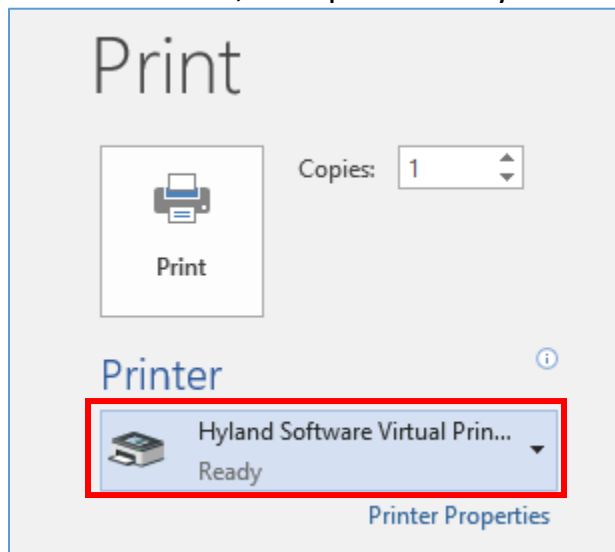 Print
Copies: 1
Print
Printer
Hyland Software Virtual Prin...
Ready
Printer Properties